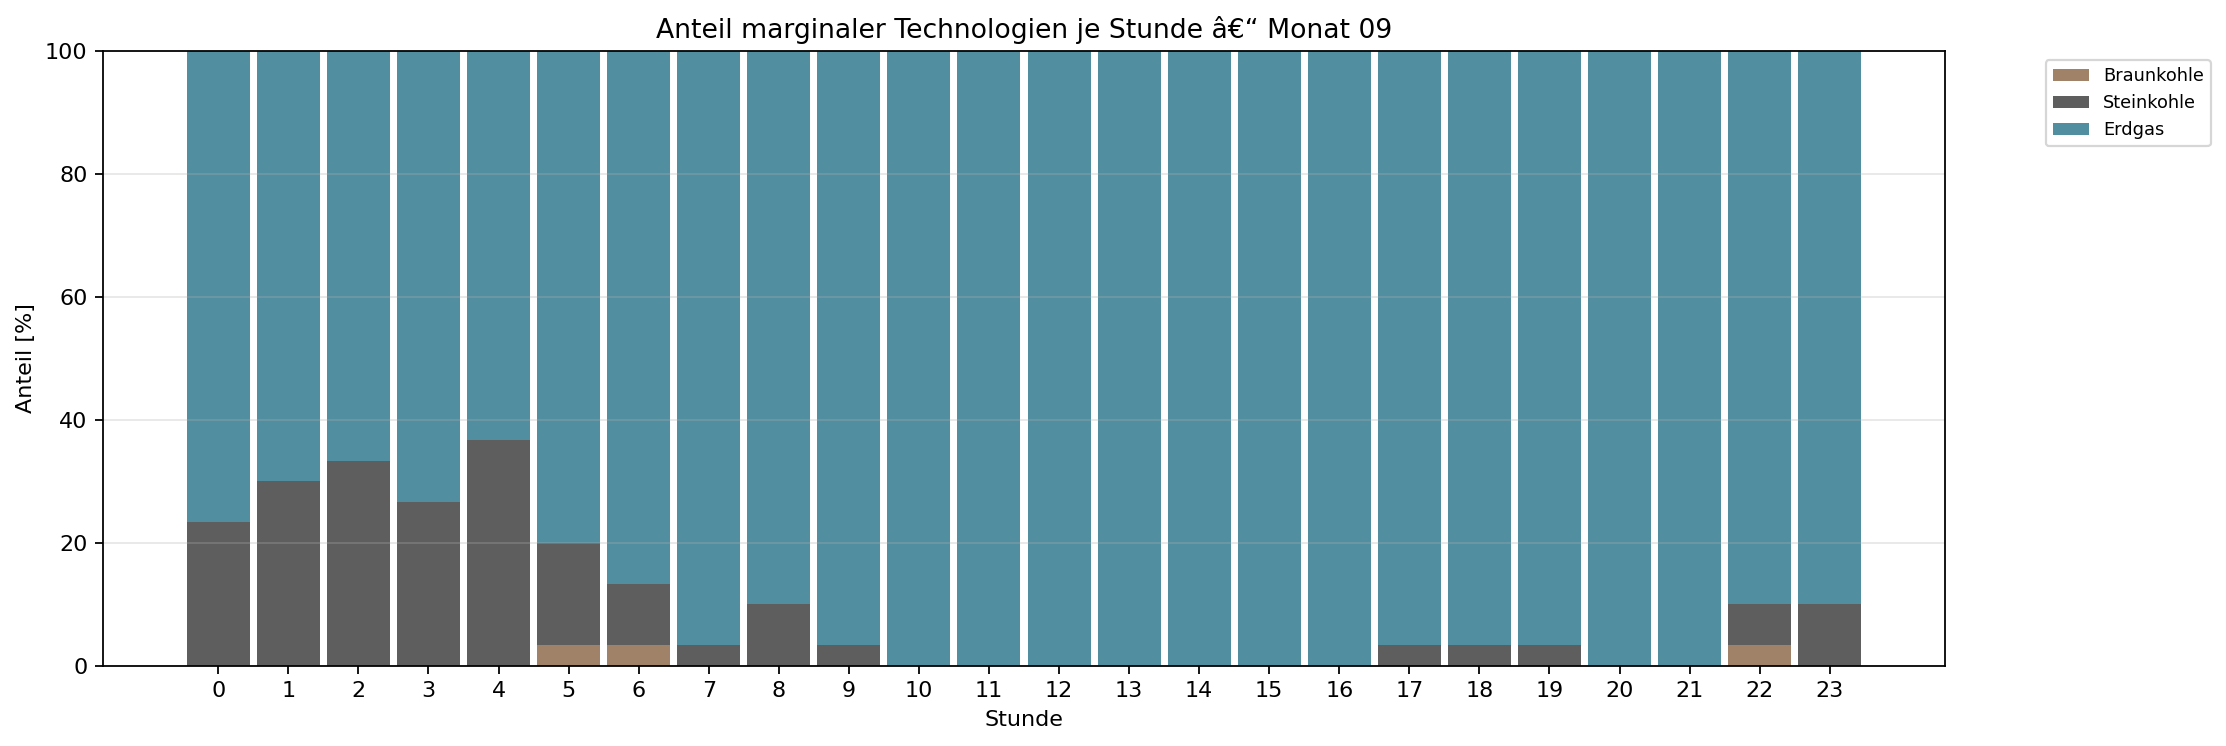 Anteil marginaler Technologien je Stunde â€“ Monat 09
Anteil [%]
100
80
60
40
20
0
0 1 2 3 4 5 6 7 8 9 10 11 12 13 14 15 16 17 18 19 20 21 22 23
Stunde
Braunkohle
Steinkohle
Erdgas